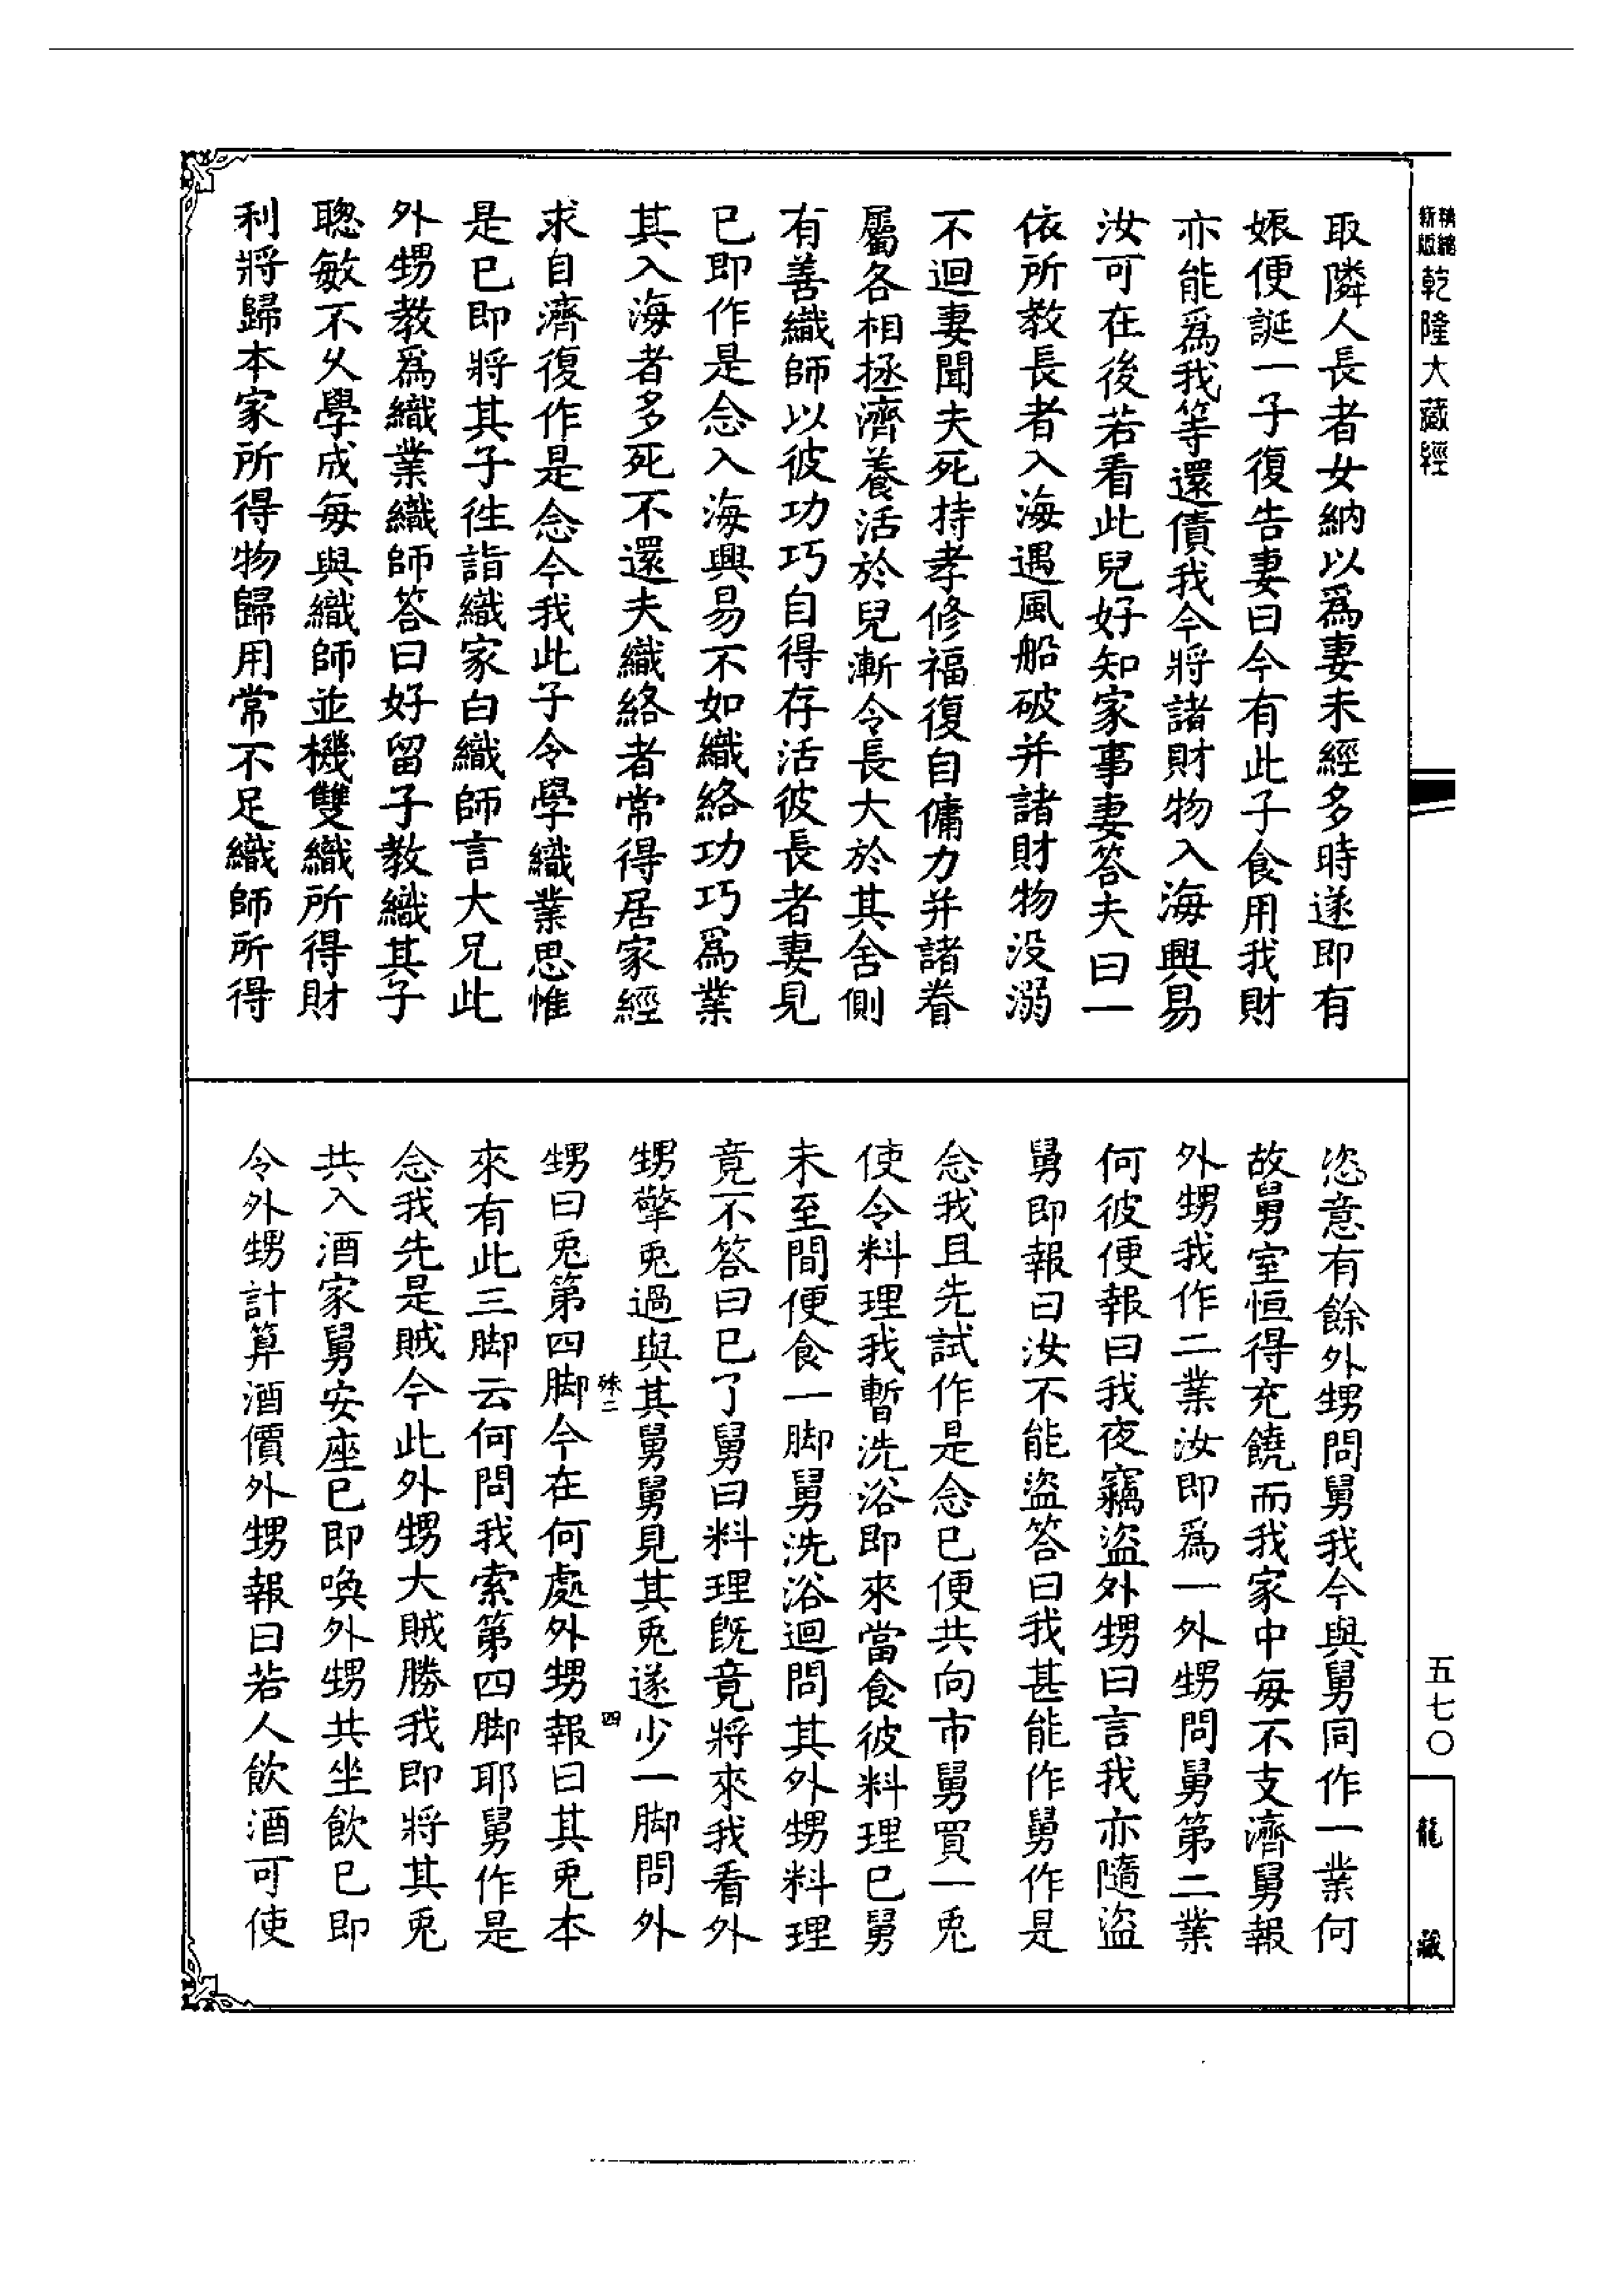 精縮新版乾隆大藏經
取隣人長者女納以爲妻未經多時遂即有
娠便誕一子復告妻曰今有此子食用我財
亦能爲我等還債我今將諸財物入海興易
汝可在後若看此兒好知家事妻答夫曰一
依所教長者入海遇風船破并諸財物没溺
不迴妻聞夫死持孝修福復自傭力并諸眷
屬各相拯濟養活於兒漸令長大於其舍側
有善織師以彼功巧自得存活彼長者妻見
已即作是念入海興易不如織絡功巧爲業
其入海者多死不還夫織絡者常得居家經
求自濟復作是念今我此子令學織業思惟
是已即將其子往詣織家白織師言大兄此
外甥教爲織業織師答曰好留子教織其子
聰敏不久學成每與織師並機雙織所得財
利將歸本家所得物歸用常不足織師所得
恣意有餘外甥問舅我今與舅同作一業何
故舅室恒得充饒而我家中每不支濟舅報
外甥我作二業汝即爲一外甥問舅第二業
何彼便報曰我夜竊盜外甥曰言我亦隨盜
舅即報曰汝不能盜答曰我甚能作舅作是
念我且先試作是念已便共向市舅買一兎
使令料理我暫洗浴即來當食彼料理已舅
未至間便食一脚舅洗浴迴問其外甥料理
竟不答曰已了舅曰料理既竟將來我看外
甥擎兎過與其舅舅見其兎遂少一脚問外
殊二 四
甥曰兎第四脚今在何處外甥報曰其兎本
來有此三脚云何問我索第四脚耶舅作是
念我先是賊今此外甥大賊勝我即將其兎
共入酒家舅安座已即喚外甥共坐飲已即
令外甥計算酒價外甥報曰若人飲酒可使
五七〇
龍藏